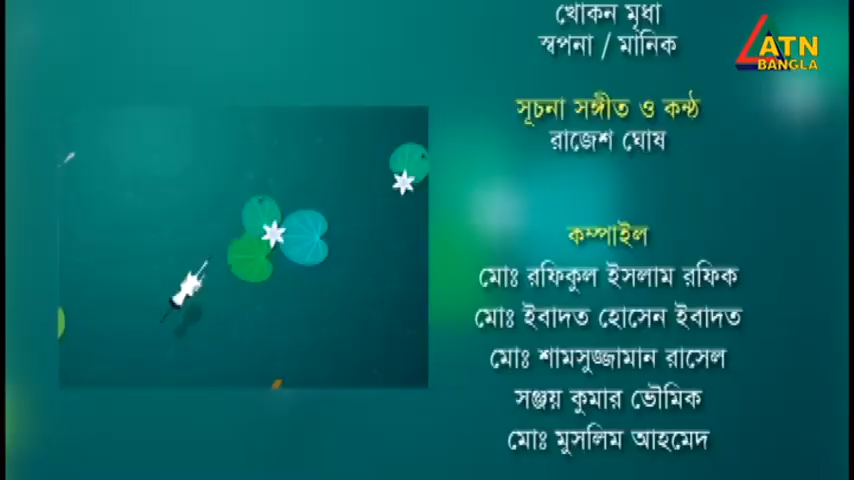 খোকন মৃধা
স্বপনা / মানিক
ATN
BANGLA
সূচনা সঙ্গীত ও কন্ঠ
রাজেশ ঘোষ
কম্পাইল
মোঃ রফিকুল ইসলাম রফিক
মোঃ ইবাদত হোসেন ইবাদত
মোঃ শামসুজ্জামান রাসেল
সঞ্জয় কুমার ভৌমিক
মোঃ মুসলিম আহমেদ